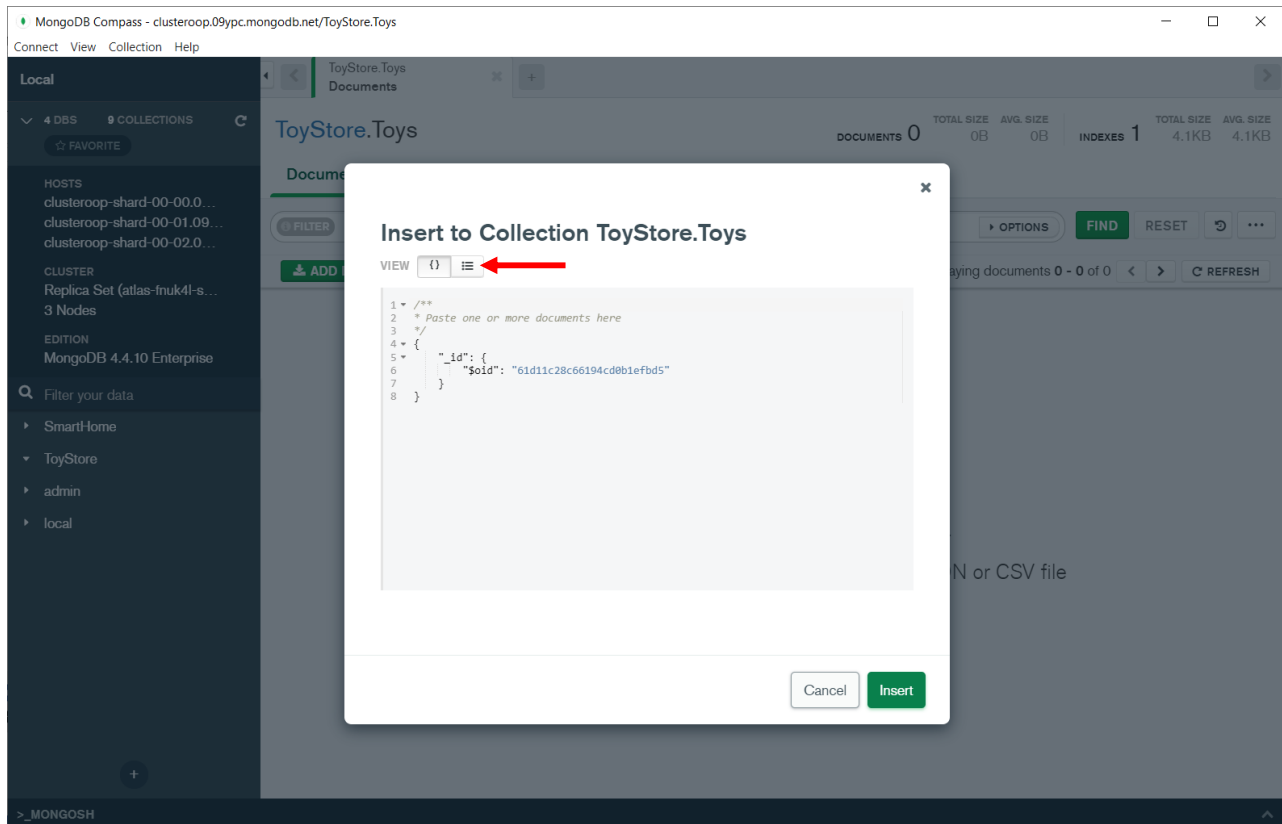 MongoDB Compass - clusteroop.09ypc.mongodb.net/ToyStore.Toys
Connect View Collection Help
Local
4 DBS 9 COLLECTIONS
FAVORITE
HOSTS
clusteroop-shard-00-00.0...
clusteroop-shard-00-01.09...
clusteroop-shard-00-02.0...
CLUSTER
Replica Set (atlas-fnuk4l-s...
3 Nodes
EDITION
MongoDB 4.4.10 Enterprise
Filter your data
SmartHome
ToyStore
admin
local
+
>_MONGOSH
ToyStore.Toys
Documents
+
ToyStore.Toys
DOCUMENTS 0 TOTAL SIZE 0B AVG. SIZE 0B INDEXES 1 TOTAL SIZE 4.1KB AVG. SIZE 4.1KB
Docume
FILTER OPTIONS FIND RESET ...
ADD aying documents 0 - 0 of 0 < > REFRESH
N or CSV file
Insert to Collection ToyStore.Toys
VIEW {}
1 /**
2 * Paste one or more documents here
3 */
4 {
5 "_id": {
6 "$oid": "61d11c28c66194cd0b1efbd5"
7 }
8 }
Cancel Insert